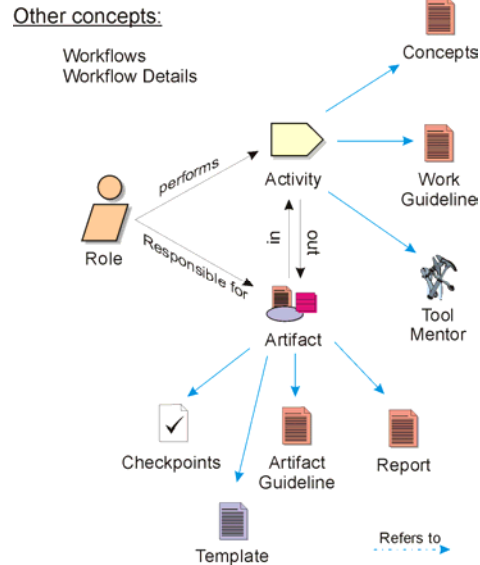 Other concepts:
Workflows
Workflow Details
Concepts
performs
Activity
Work
Guideline
Role
in
out
Responsible for
Tool
Mentor
Artifact
Checkpoints
Artifact
Guideline
Report
Template
Refers to